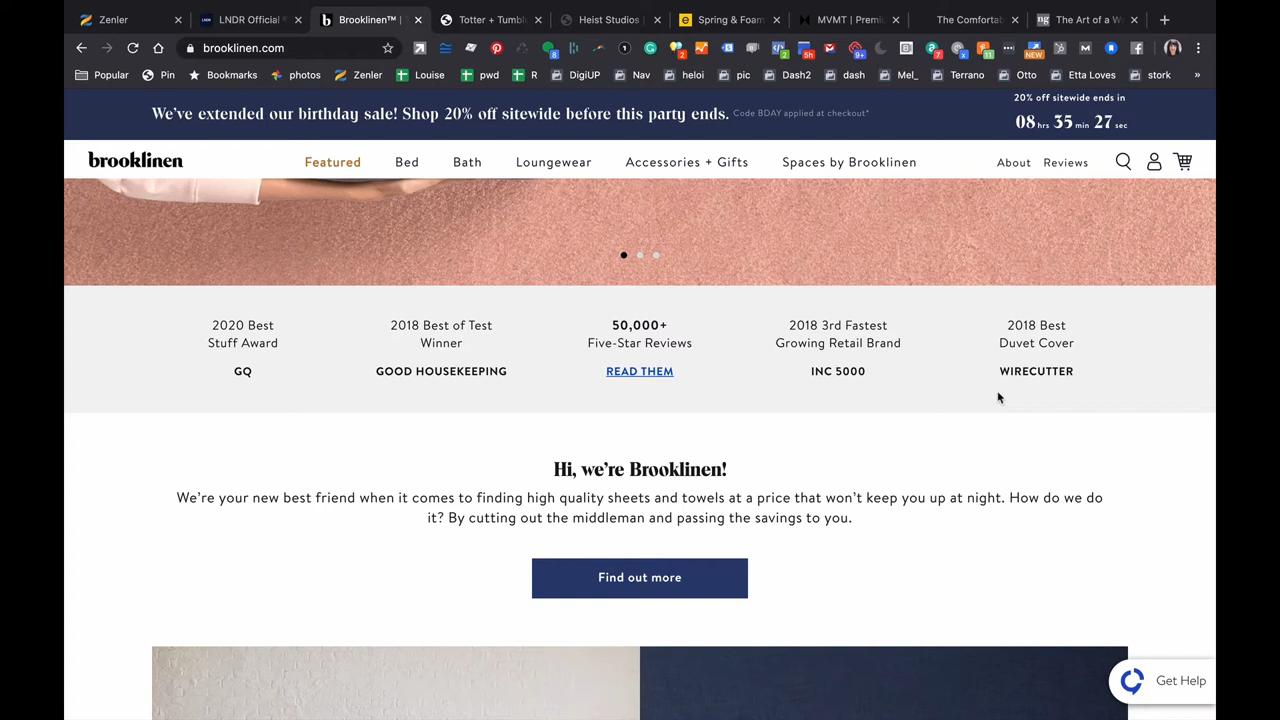 Zenler
LNDR Official
Brooklinen™ |
Totter + Tumbl
Heist Studios |
Spring & Foam
MVMT | Premi
The Comfortab
The Art of a W
brooklinen.com
Popular
Pin
Bookmarks
photos
Zenler
Louise
pwd
R
DigiUP
Nav
heloi
pic
Dash2
dash
Mel_
Terrano
Otto
Etta Loves
stork
»
We've extended our birthday sale! Shop 20% off sitewide before this party ends. Code BDAY applied at checkout*
20% off sitewide ends in
08 hrs 35 min 27 sec
brooklinen
Featured
Bed
Bath
Loungewear
Accessories + Gifts
Spaces by Brooklinen
About
Reviews
2020 Best
Stuff Award
GQ
2018 Best of Test
Winner
GOOD HOUSEKEEPING
50,000+
Five-Star Reviews
READ THEM
2018 3rd Fastest
Growing Retail Brand
INC 5000
2018 Best
Duvet Cover
WIRECUTTER
Hi, we're Brooklinen!
We're your new best friend when it comes to finding high quality sheets and towels at a price that won't keep you up at night. How do we do
it? By cutting out the middleman and passing the savings to you.
Find out more
Get Help